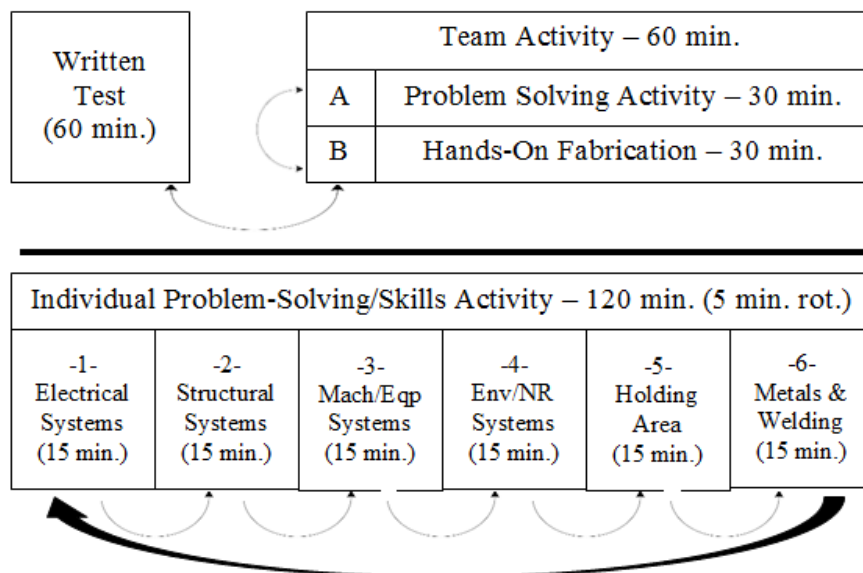 Written
Test
(60 min.)
Team Activity – 60 min.
A
Problem Solving Activity – 30 min.
B
Hands-On Fabrication – 30 min.
Individual Problem-Solving/Skills Activity – 120 min. (5 min. rot.)
-1-
Electrical
Systems
(15 min.)
-2-
Structural
Systems
(15 min.)
-3-
Mach/Eqp
Systems
(15 min.)
-4-
Env/NR
Systems
(15 min.)
-5-
Holding
Area
(15 min.)
-6-
Metals &
Welding
(15 min.)